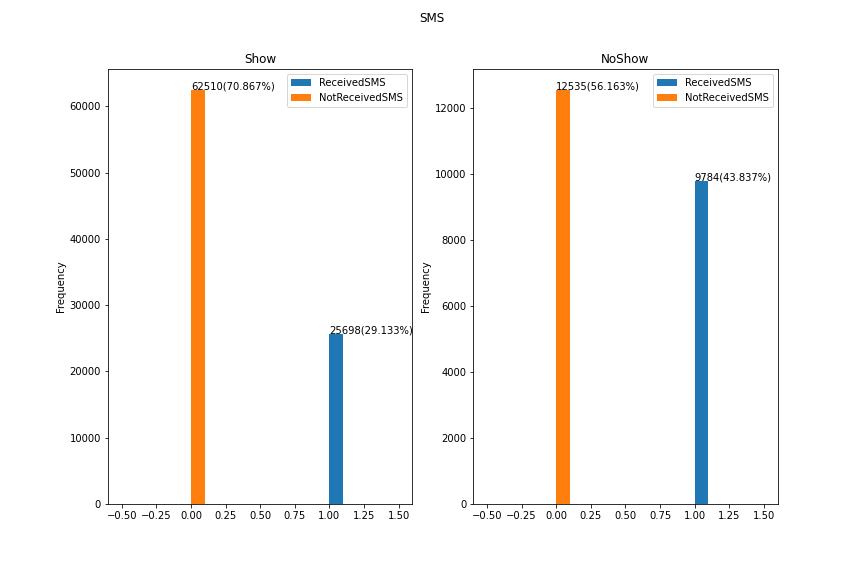 SMS
Show
62510(70.867%)
ReceivedSMS
NotReceivedSMS
25698(29.133%)
Frequency
60000
50000
40000
30000
20000
10000
0
−0.50 −0.25 0.00 0.25 0.50 0.75 1.00 1.25 1.50
NoShow
12535(56.163%)
ReceivedSMS
NotReceivedSMS
9784(43.837%)
Frequency
12000
10000
8000
6000
4000
2000
0
−0.50 −0.25 0.00 0.25 0.50 0.75 1.00 1.25 1.50